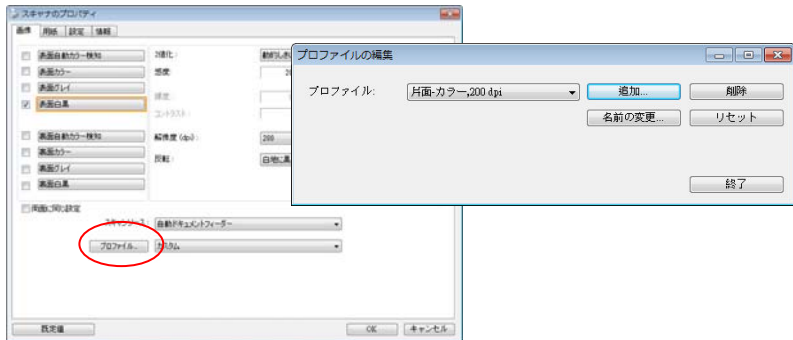 スキャナのプロパティ
画像 用紙 設定 情報
表面自動カラー検知
表面カラー
表面グレイ
表面白黒
裏面自動カラー検知
裏面カラー
裏面グレイ
裏面白黒
2値化:
感度:
輝度:
コントラスト:
解像度 (dpi):
200
反転:
両面に同じ設定
スキャンソース:
自動ドキュメントフィーダー
プロファイル...
カスタム
既定値
OK
キャンセル
プロファイルの編集
プロファイル:
片面-カラー,200 dpi
追加...
削除
名前の変更...
リセット
終了